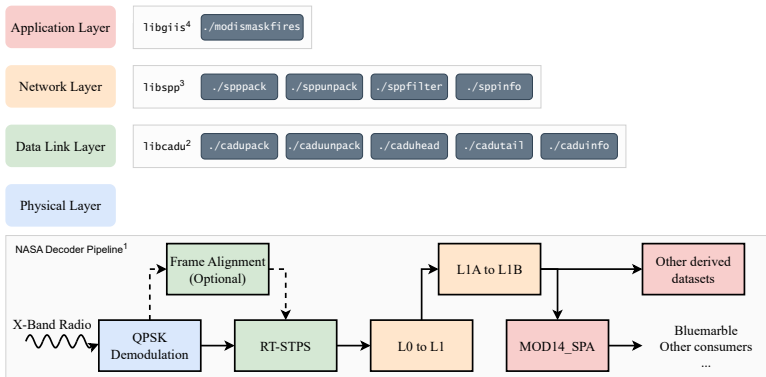 Application Layer
libgiis4
./modismaskfires
Network Layer
libspp3
./spppack
./sppunpack
./sppfilter
./sppinfo
Data Link Layer
libcadu2
./cadupack
./caduunpack
./caduhead
./cadutail
./caduinfo
Physical Layer
NASA Decoder Pipeline1
Frame Alignment
(Optional)
L1A to L1B
Other derived
datasets
X-Band Radio
QPSK
Demodulation
RT-STPS
L0 to L1
MOD14_SPA
Bluemarble
Other consumers
...